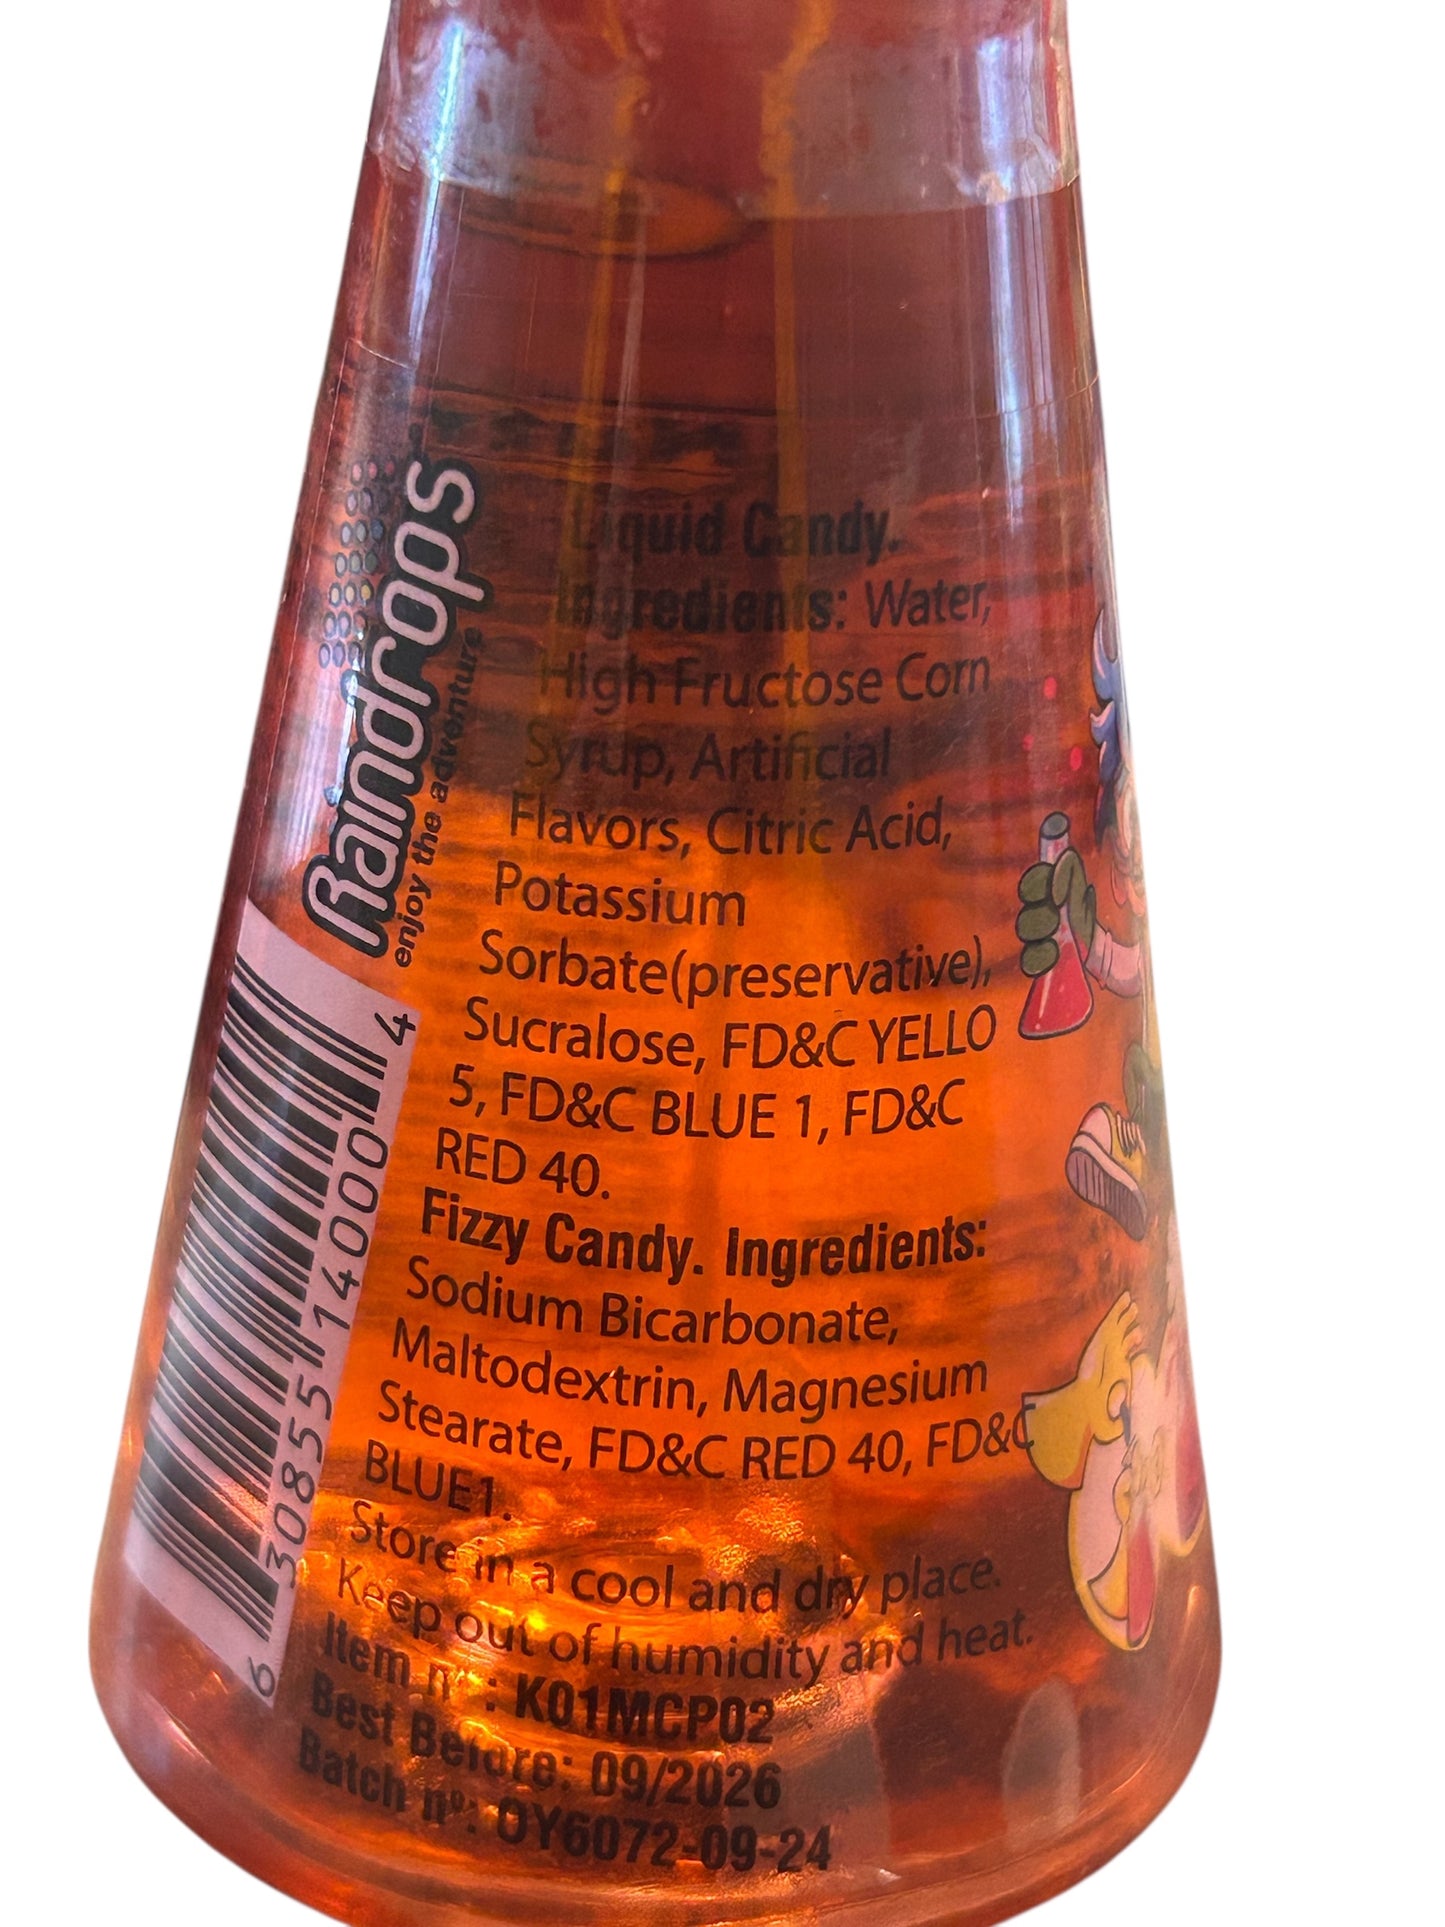 Raindrops
enjoy the adventure
6 30855 14000 4
Liquid Candy.
Ingredients: Water,
High Fructose Corn
Syrup, Artificial
Flavors, Citric Acid,
Potassium
Sorbate(preservative),
Sucralose, FD&C YELLO
5, FD&C BLUE 1, FD&C
RED 40.
Fizzy Candy. Ingredients:
Sodium Bicarbonate,
Maltodextrin, Magnesium
Stearate, FD&C RED 40, FD&C
BLUE1.
Store in a cool and dry place.
Keep out of humidity and heat.
Item nº : K01MCP02
Best Before: 09/2026
Batch nº: OY6072-09-24